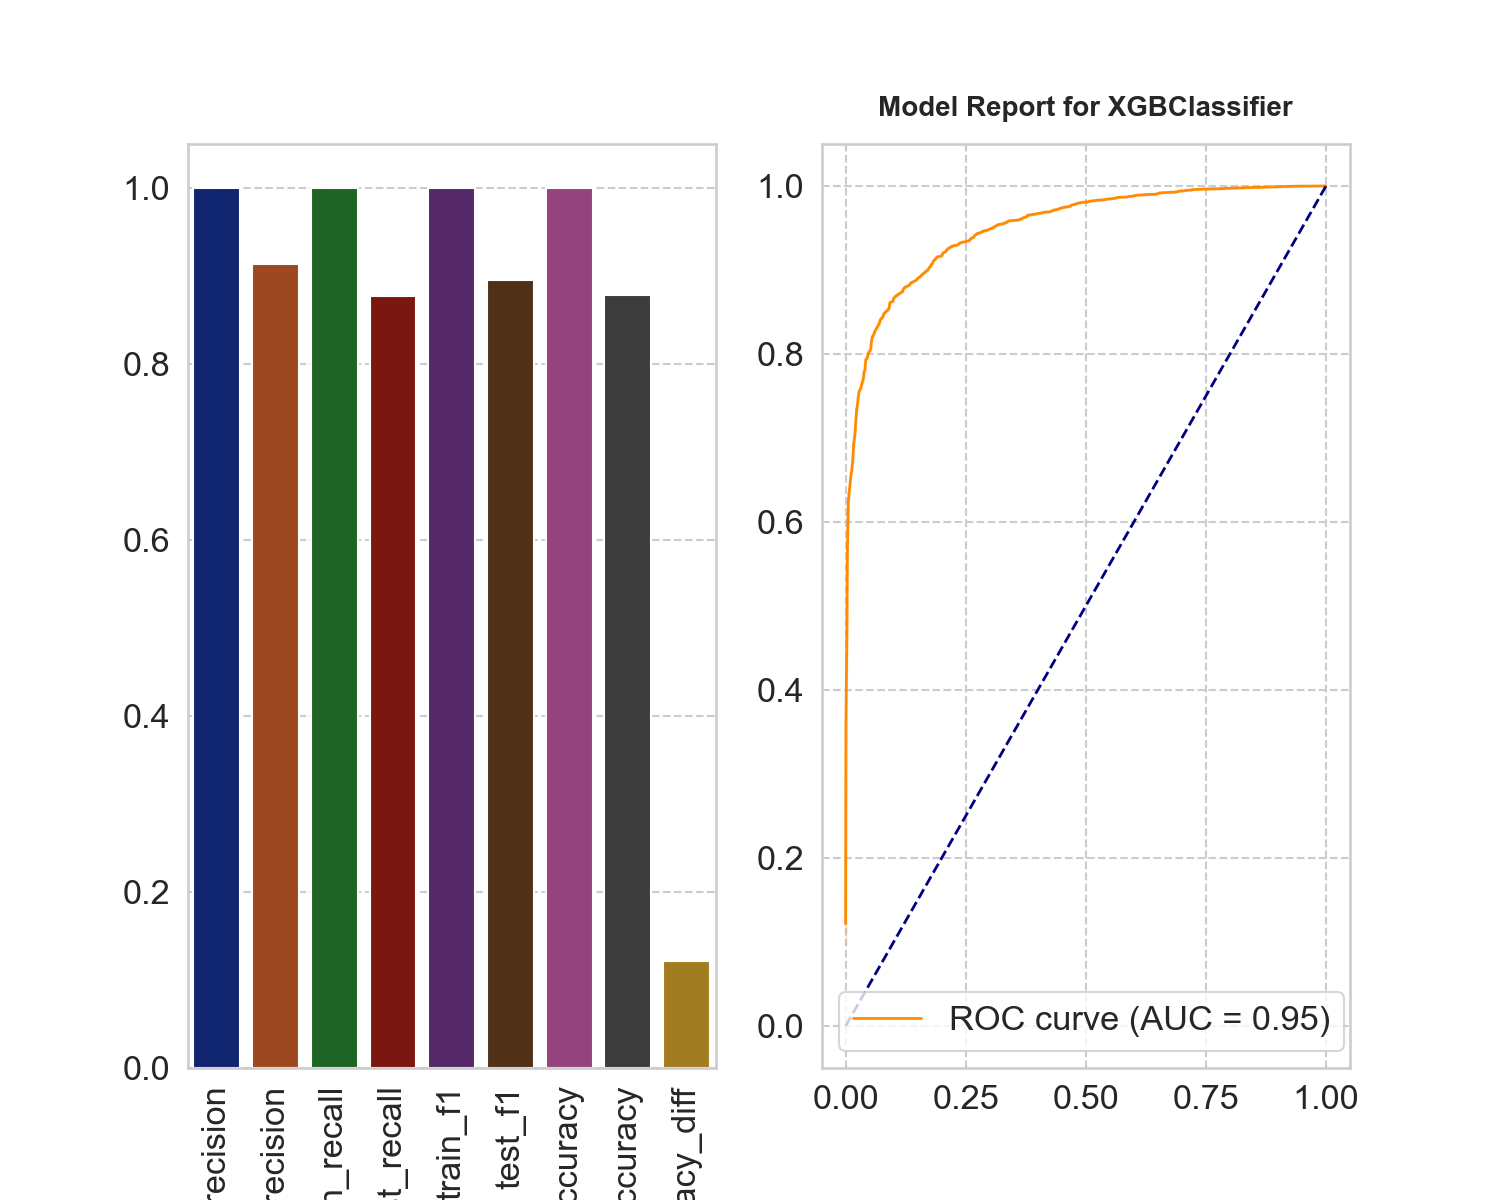 Model Report for XGBClassifier
1.0
0.8
0.6
0.4
0.2
0.0
recision
recision
n_recall
t_recall
train_f1
test_f1
ccuracy
ccuracy
acy_diff
1.0
0.8
0.6
0.4
0.2
0.0
0.00 0.25 0.50 0.75 1.00
ROC curve (AUC = 0.95)